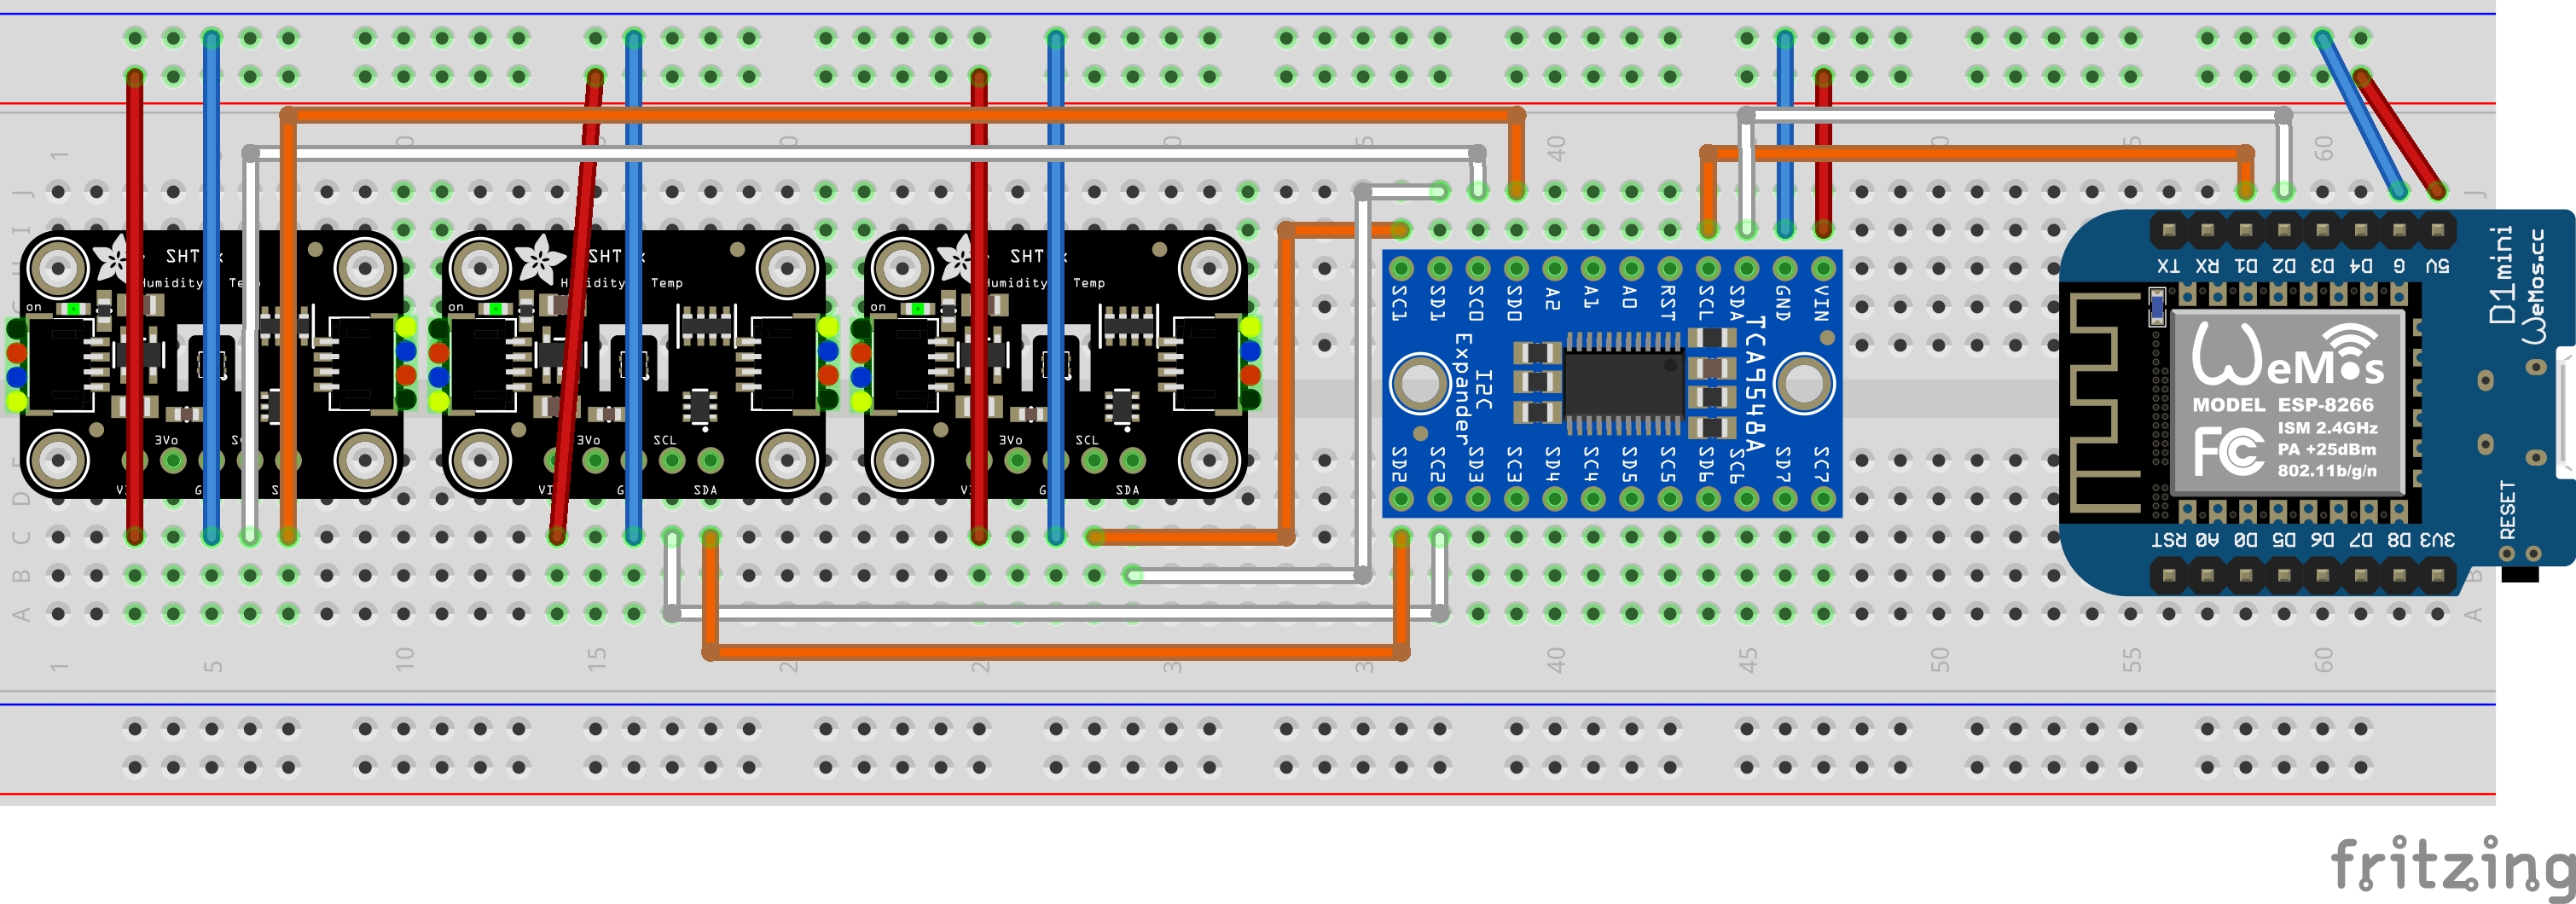 1
5
10
15
20
25
30
35
40
45
50
55
60
J
I
D
C
B
A
SHT
Humidity Temp
on
3Vo
SCL
VIN
G
SDA
SHT
Humidity Temp
on
3Vo
SCL
VI
G
SDA
SHT
Humidity Temp
on
3Vo
SCL
V
G
SDA
SC1
SD1
SC0
SD0
A2
A1
A0
RST
SCL
SDA
GND
VIN
I2C
Expander
TCA9548A
SD2
SC2
SD3
SC3
SD4
SC4
SD5
SC5
SD6
SC6
SD7
SC7
TX
RX
D1
D2
D3
D4
G
5V
D1mini
WeMos.cc
WeMos
MODEL ESP-8266
ISM 2.4GHz
PA +25dBm
802.11b/g/n
FC
RST
A0
D0
D5
D6
D7
D8
3V3
RESET
fritzing